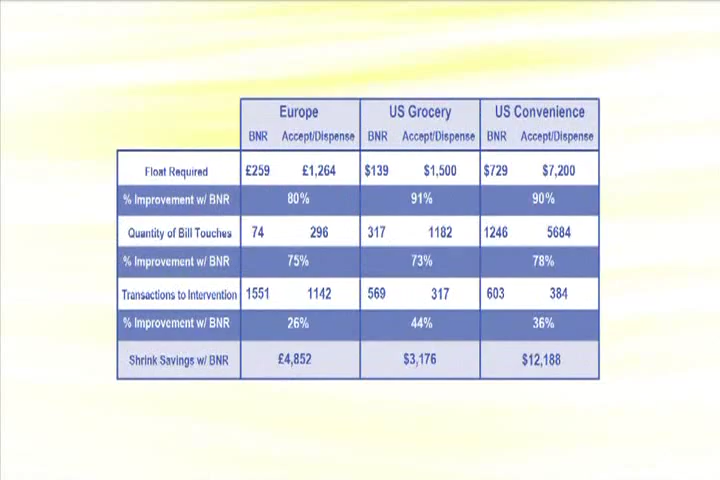 Europe US Grocery US Convenience
BNR Accept/Dispense BNR Accept/Dispense BNR Accept/Dispense
Float Required £259 £1,264 $139 $1,500 $729 $7,200
% Improvement w/ BNR 80% 91% 90%
Quantity of Bill Touches 74 296 317 1182 1246 5684
% Improvement w/ BNR 75% 73% 78%
Transactions to Intervention 1551 1142 569 317 603 384
% Improvement w/ BNR 26% 44% 36%
Shrink Savings w/ BNR £4,852 $3,176 $12,188